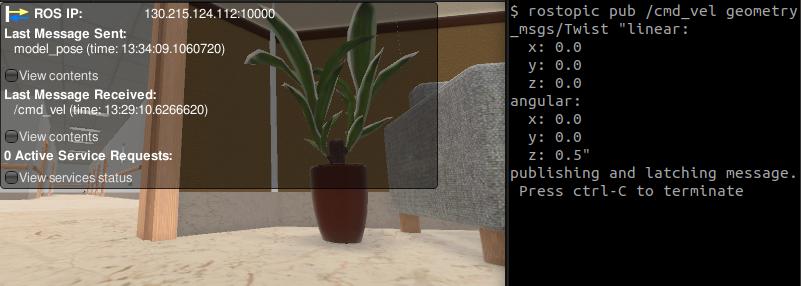 ROS IP: 130.215.124.112:10000
Last Message Sent:
model_pose (time: 13:34:09.1060720)
View contents
Last Message Received:
/cmd_vel (time: 13:29:10.6266620)
View contents
0 Active Service Requests:
View services status
$ rostopic pub /cmd_vel geometry
_msgs/Twist "linear:
  x: 0.0
  y: 0.0
  z: 0.0
angular:
  x: 0.0
  y: 0.0
  z: 0.5"
publishing and latching message.
 Press ctrl-C to terminate